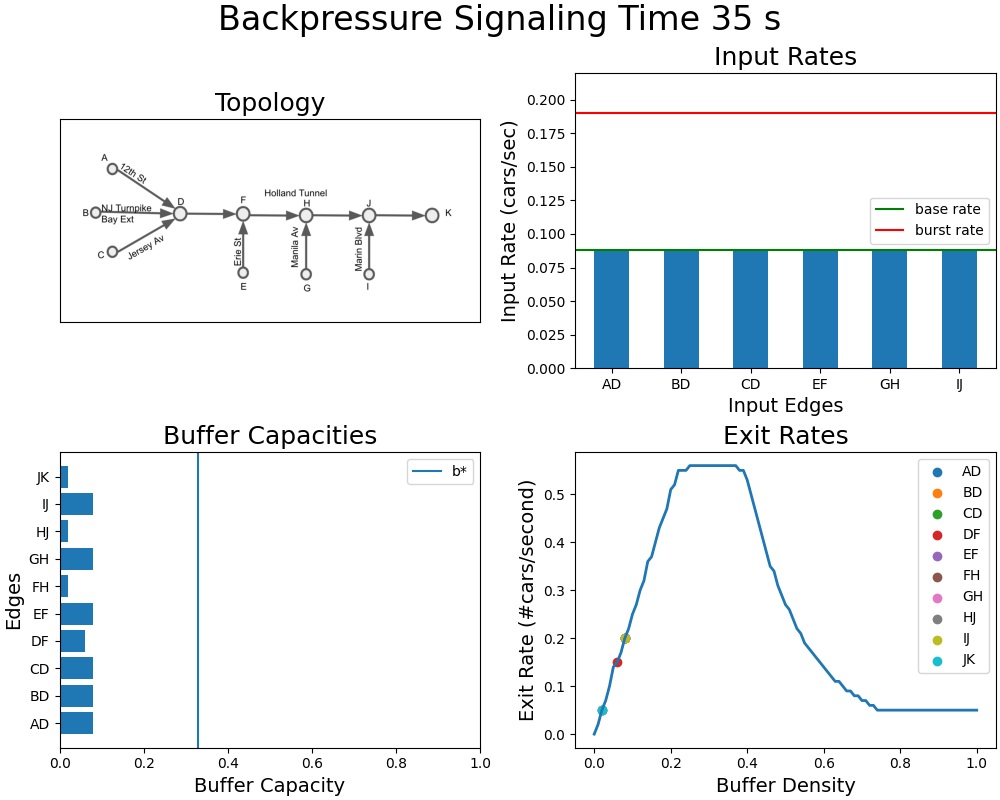 Backpressure Signaling Time 35 s
Topology
A
12th St
B
NJ Turnpike
Bay Ext
C
Jersey Av
D
F
Holland Tunnel
H
J
K
Erie St
Manila Av
Marin Blvd
E
G
I
Input Rates
Input Rate (cars/sec)
0.200
0.175
0.150
0.125
0.100
0.075
0.050
0.025
0.000
base rate
burst rate
AD BD CD EF GH IJ
Input Edges
Buffer Capacities
Edges
JK
IJ
HJ
GH
FH
EF
DF
CD
BD
AD
b*
0.0 0.2 0.4 0.6 0.8 1.0
Buffer Capacity
Exit Rates
Exit Rate (#cars/second)
0.5
0.4
0.3
0.2
0.1
0.0
AD
BD
CD
DF
EF
FH
GH
HJ
IJ
JK
0.0 0.2 0.4 0.6 0.8 1.0
Buffer Density